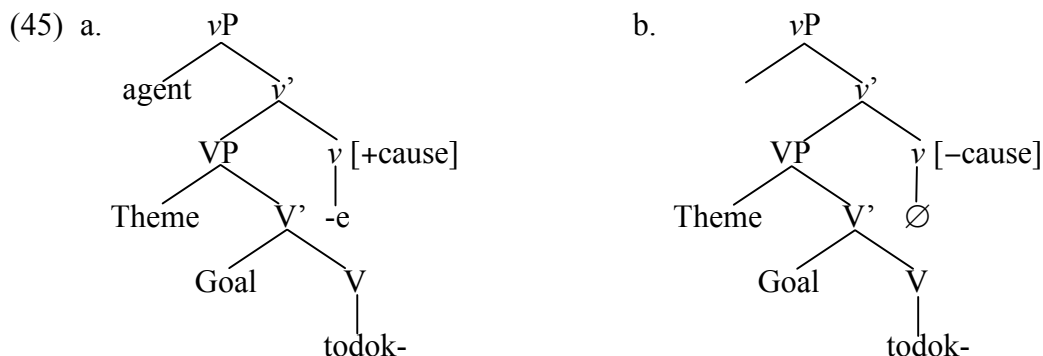 (45) a. vP b. vP
agent v’ v’
VP v [+cause] VP v [−cause]
Theme V’ -e Theme V’ ∅
Goal V Goal V
todok- todok-